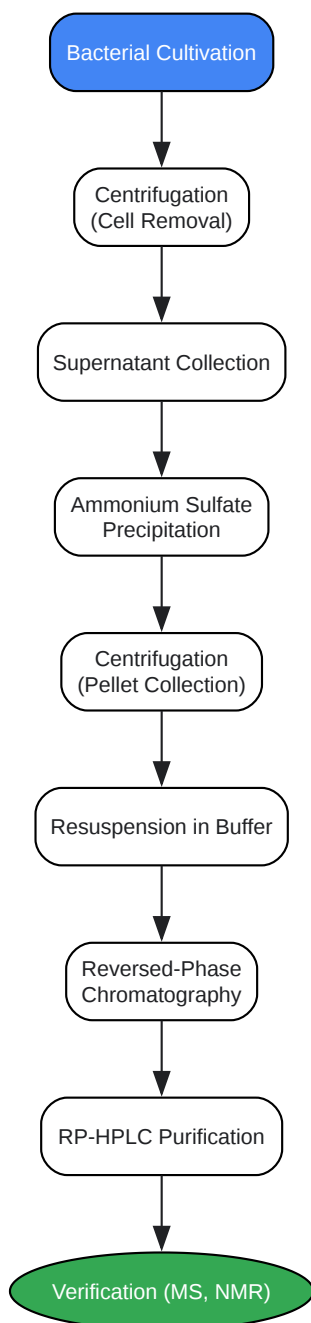 Bacterial Cultivation
Centrifugation
(Cell Removal)
Supernatant Collection
Ammonium Sulfate
Precipitation
Centrifugation
(Pellet Collection)
Resuspension in Buffer
Reversed-Phase
Chromatography
RP-HPLC Purification
Verification (MS, NMR)